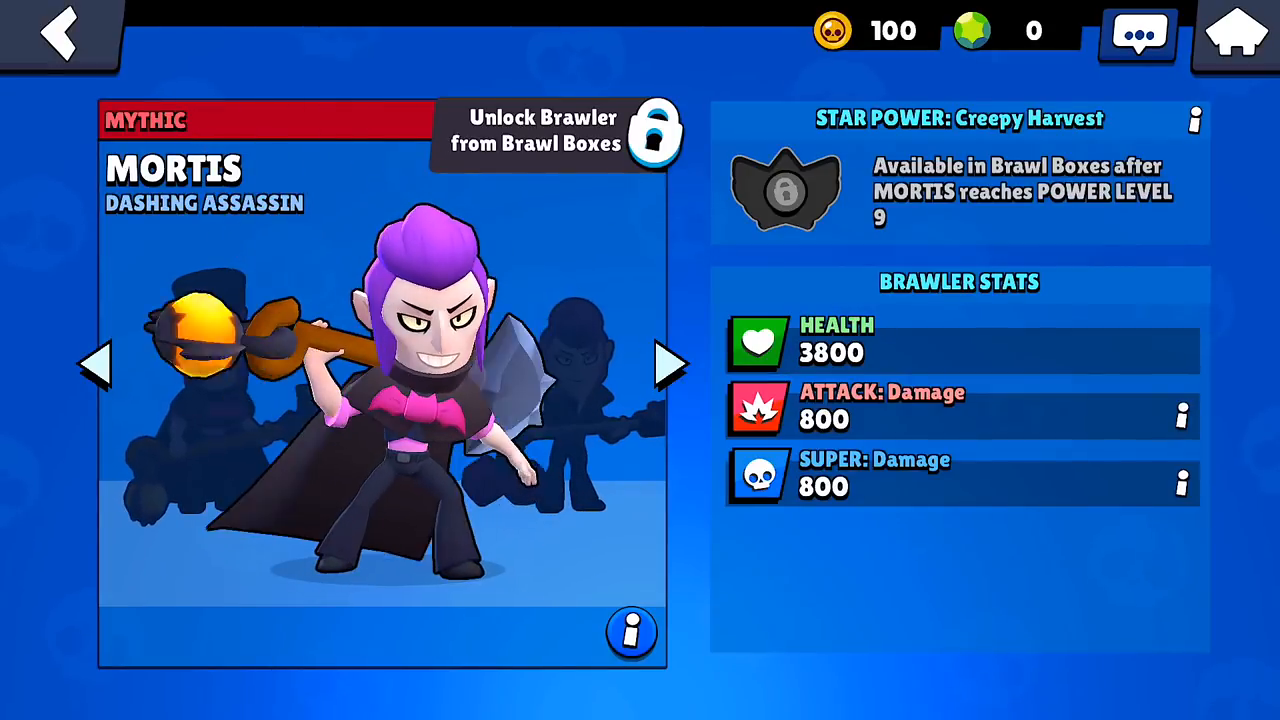 100
0
MYTHIC
Unlock Brawler
from Brawl Boxes
MORTIS
DASHING ASSASSIN
STAR POWER: Creepy Harvest
Available in Brawl Boxes after
MORTIS reaches POWER LEVEL
9
BRAWLER STATS
HEALTH
3800
ATTACK: Damage
800
SUPER: Damage
800